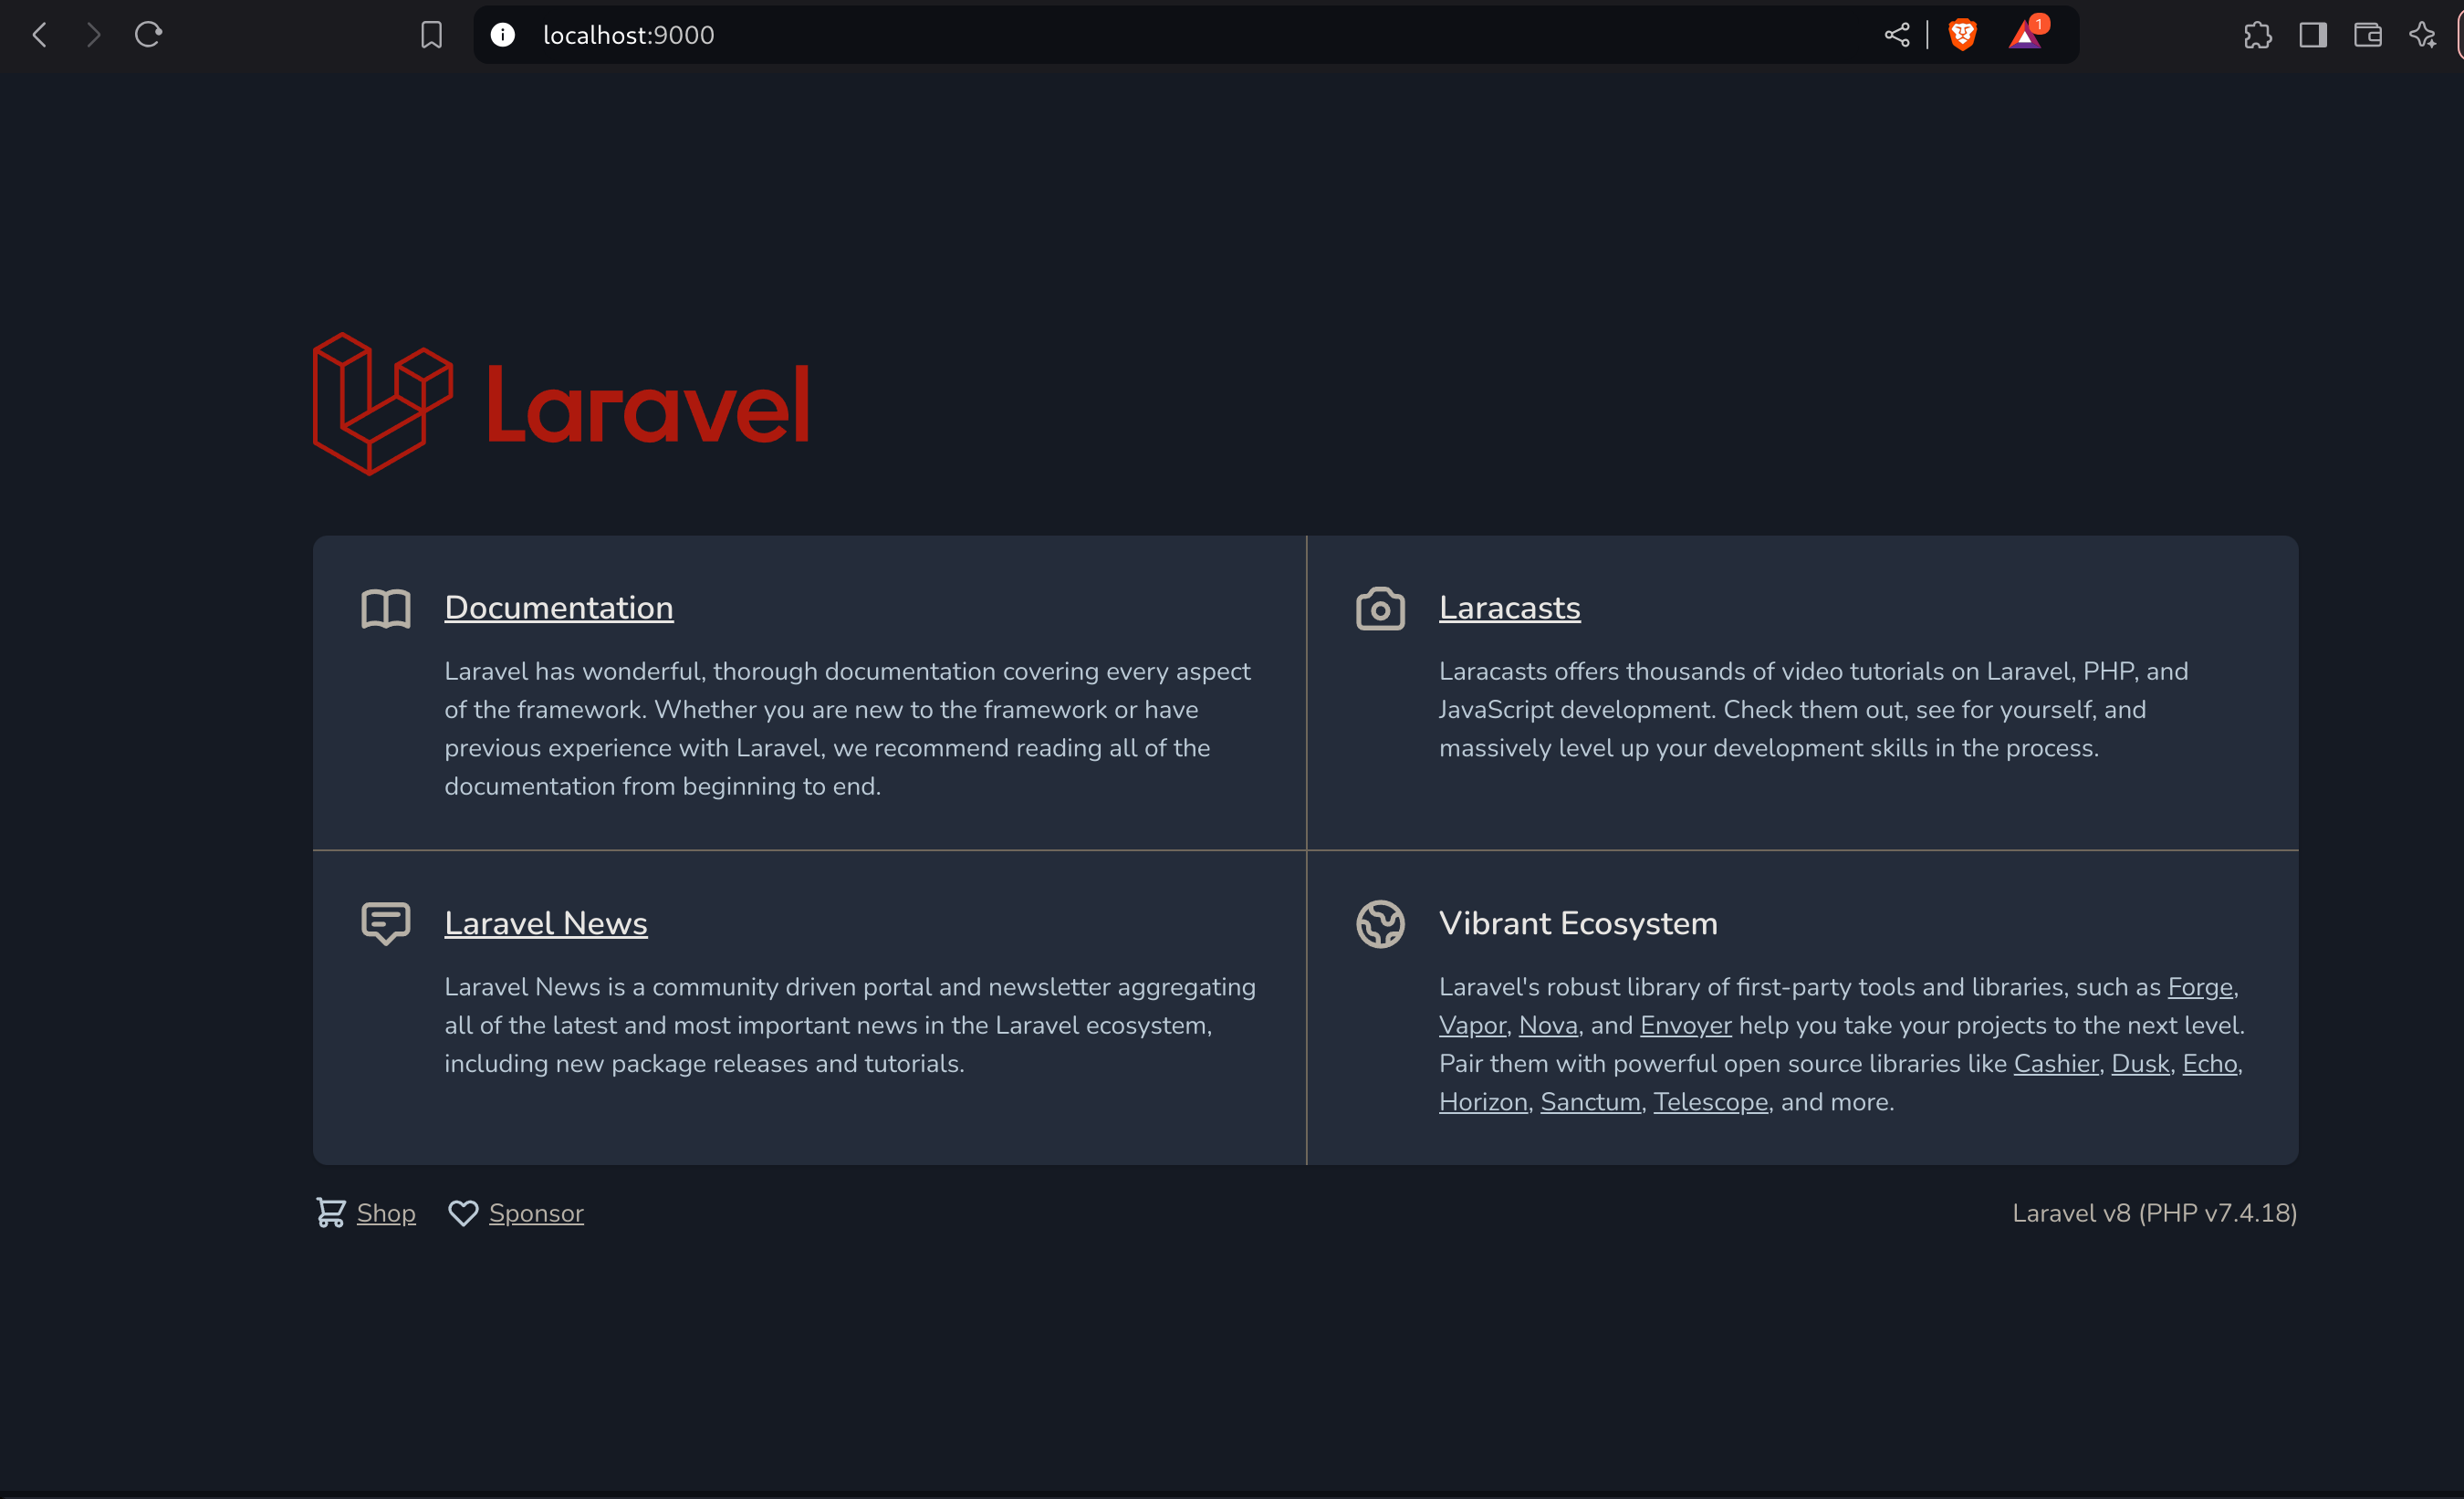 localhost:9000
1
Laravel
Documentation
Laravel has wonderful, thorough documentation covering every aspect
of the framework. Whether you are new to the framework or have
previous experience with Laravel, we recommend reading all of the
documentation from beginning to end.
Laracasts
Laracasts offers thousands of video tutorials on Laravel, PHP, and
JavaScript development. Check them out, see for yourself, and
massively level up your development skills in the process.
Laravel News
Laravel News is a community driven portal and newsletter aggregating
all of the latest and most important news in the Laravel ecosystem,
including new package releases and tutorials.
Vibrant Ecosystem
Laravel's robust library of first-party tools and libraries, such as Forge,
Vapor, Nova, and Envoyer help you take your projects to the next level.
Pair them with powerful open source libraries like Cashier, Dusk, Echo,
Horizon, Sanctum, Telescope, and more.
Shop
Sponsor
Laravel v8 (PHP v7.4.18)